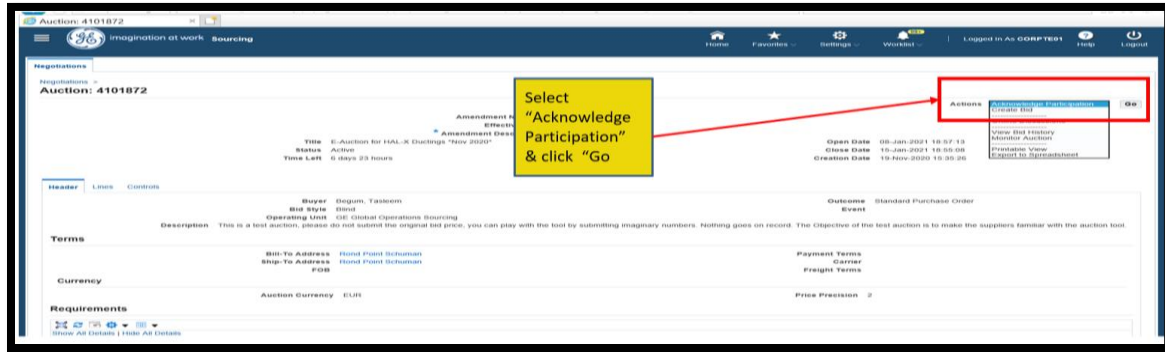 Auction: 4101872
imagination at work Sourcing
Home
Favorites
Settings
Worklist
Logged In As CORPTE01
Help
Logout
Negotiations
Negotiations >
Auction: 4101872
Actions
Acknowledge Participation
Go
Create Bid
View Bid History
Monitor Auction
Printable View
Export to Spreadsheet
Select
“Acknowledge
Participation”
& click “Go
Title E-Auction for HAL-X Ductings "Nov 2020"
Status Active
Time Left 6 days 23 hours
Open Date 08-Jan-2021 18:57:13
Close Date 15-Jan-2021 18:55:08
Creation Date 19-Nov-2020 15:35:26
Header Lines Controls
Buyer Begum, Tasleem
Outcome Standard Purchase Order
Bid Style Blind
Event
Operating Unit GE Global Operations Sourcing
Description This is a test auction, please do not submit the original bid price, you can play with the tool by submitting imaginary numbers. Nothing goes on record. The Objective of the test auction is to make the suppliers familiar with the auction tool.
Terms
Bill-To Address Rond Point Schuman
Payment Terms
Ship-To Address Rond Point Schuman
Carrier
FOB
Freight Terms
Currency
Auction Currency EUR
Price Precision 2
Requirements
Show All Details | Hide All Details